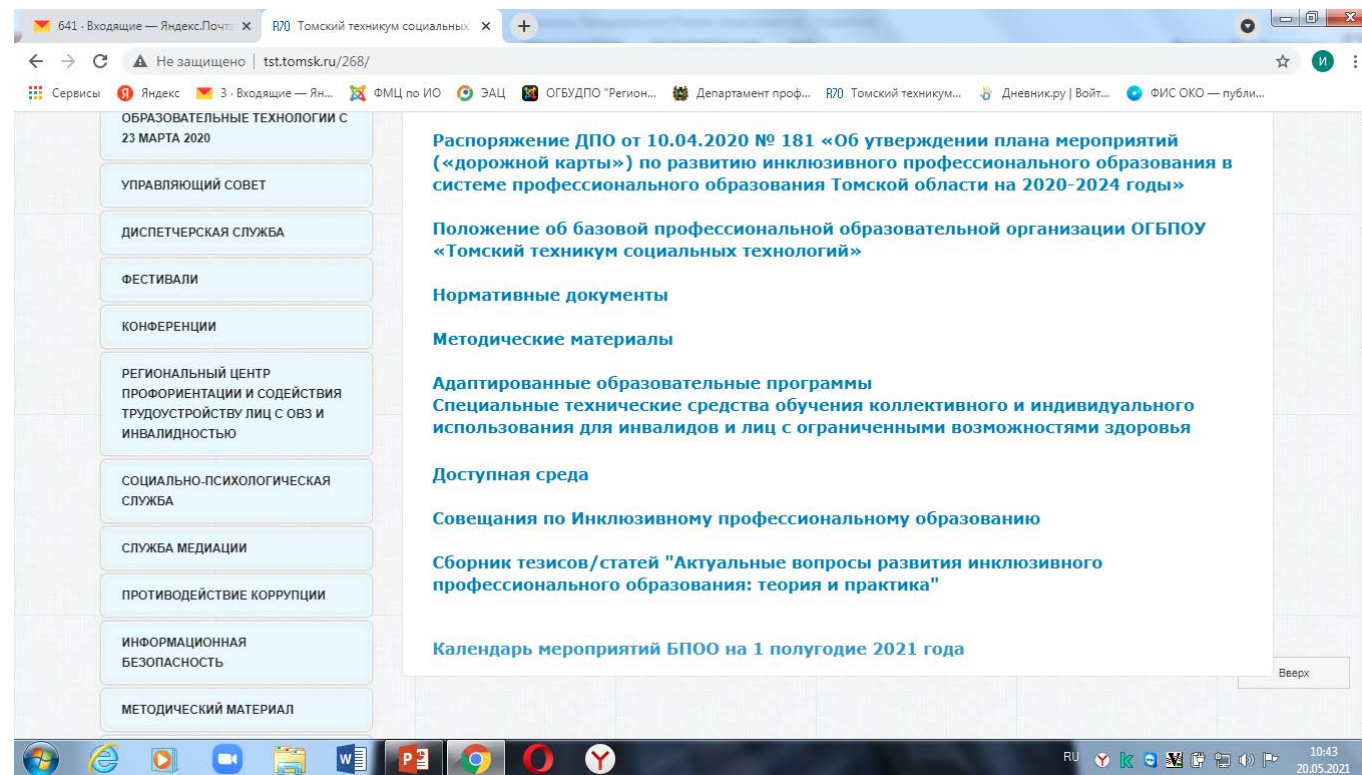 641 · Входящие — Яндекс.Почта
R70 Томский техникум социальных
Не защищено | tst.tomsk.ru/268/
И
Сервисы
Яндекс
3 · Входящие — Ян...
ФМЦ по ИО
ЭАЦ
ОГБУДПО "Регион...
Департамент проф...
R70 Томский техникум...
Дневник.ру | Войт...
ФИС ОКО — публи...
ОБРАЗОВАТЕЛЬНЫЕ ТЕХНОЛОГИИ С
23 МАРТА 2020
УПРАВЛЯЮЩИЙ СОВЕТ
ДИСПЕТЧЕРСКАЯ СЛУЖБА
ФЕСТИВАЛИ
КОНФЕРЕНЦИИ
РЕГИОНАЛЬНЫЙ ЦЕНТР
ПРОФОРИЕНТАЦИИ И СОДЕЙСТВИЯ
ТРУДОУСТРОЙСТВУ ЛИЦ С ОВЗ И
ИНВАЛИДНОСТЬЮ
СОЦИАЛЬНО-ПСИХОЛОГИЧЕСКАЯ
СЛУЖБА
СЛУЖБА МЕДИАЦИИ
ПРОТИВОДЕЙСТВИЕ КОРРУПЦИИ
ИНФОРМАЦИОННАЯ
БЕЗОПАСНОСТЬ
МЕТОДИЧЕСКИЙ МАТЕРИАЛ
Распоряжение ДПО от 10.04.2020 № 181 «Об утверждении плана мероприятий
(«дорожной карты») по развитию инклюзивного профессионального образования в
системе профессионального образования Томской области на 2020-2024 годы»
Положение об базовой профессиональной образовательной организации ОГБПОУ
«Томский техникум социальных технологий»
Нормативные документы
Методические материалы
Адаптированные образовательные программы
Специальные технические средства обучения коллективного и индивидуального
использования для инвалидов и лиц с ограниченными возможностями здоровья
Доступная среда
Совещания по Инклюзивному профессиональному образованию
Сборник тезисов/статей "Актуальные вопросы развития инклюзивного
профессионального образования: теория и практика"
Календарь мероприятий БПОО на 1 полугодие 2021 года
Вверх
RU
10:43
20.05.2021